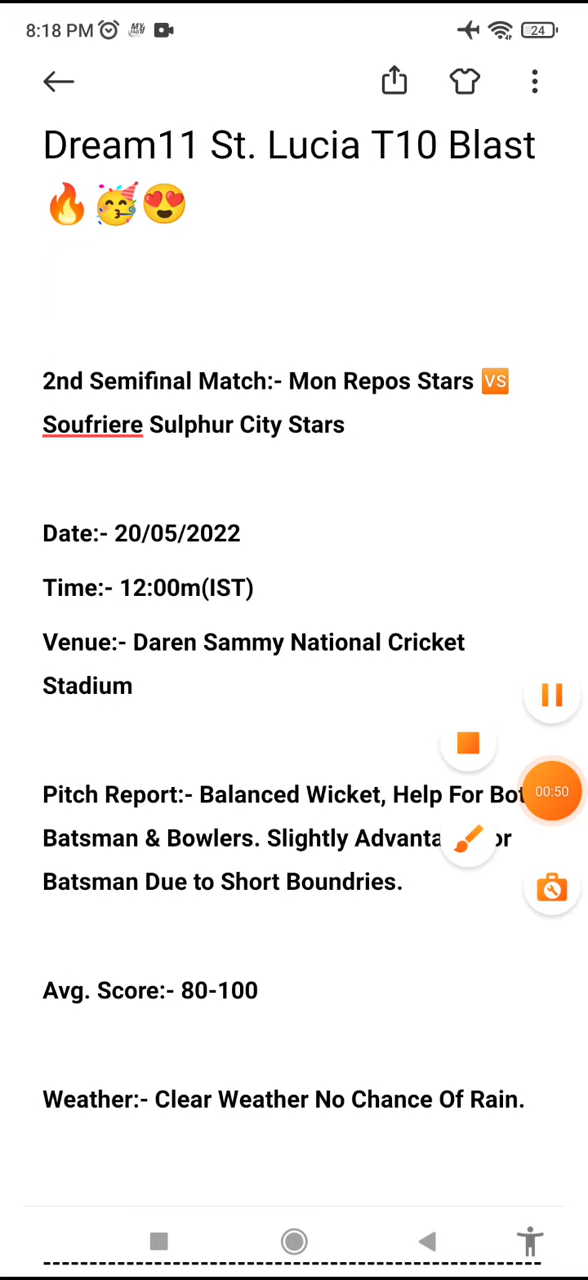 8:18 PM
24
Dream11 St. Lucia T10 Blast
🔥🥳😍
2nd Semifinal Match:- Mon Repos Stars 🆚
Soufriere Sulphur City Stars
Date:- 20/05/2022
Time:- 12:00m(IST)
Venue:- Daren Sammy National Cricket
Stadium
00:50
Pitch Report:- Balanced Wicket, Help For
Batsman & Bowlers. Slightly
Batsman Due to Short Boundries.
Avg. Score:- 80-100
Weather:- Clear Weather No Chance Of Rain.